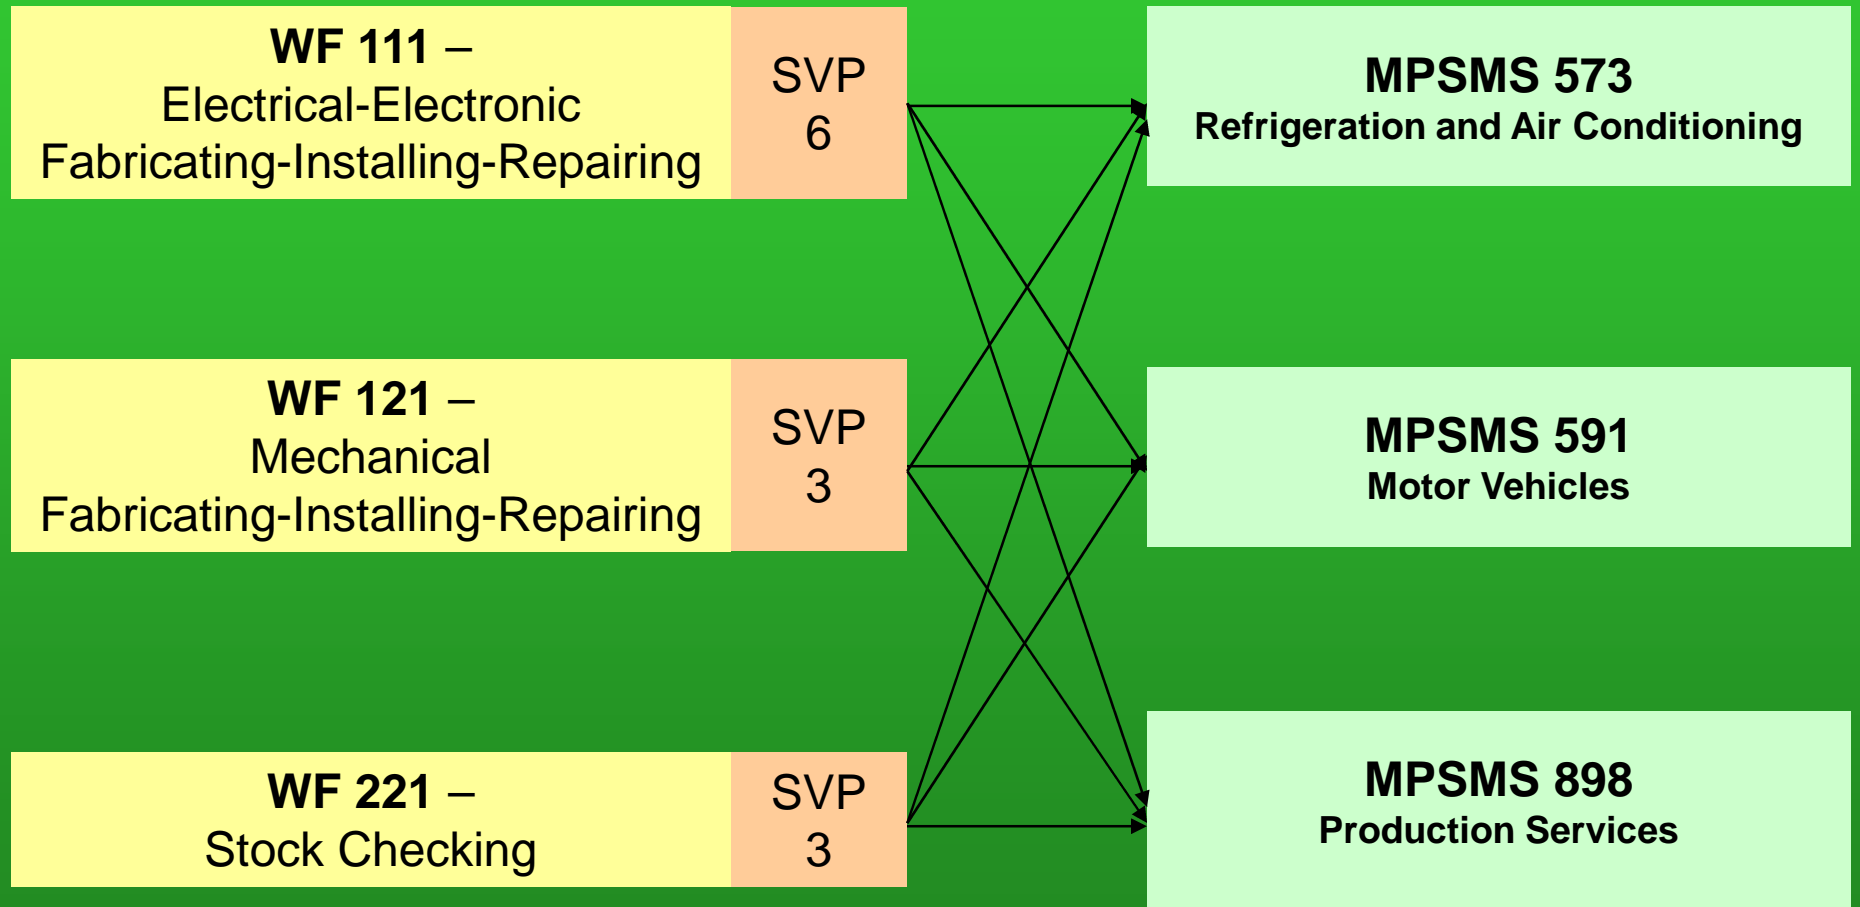 WF 111 –
Electrical-Electronic
Fabricating-Installing-Repairing
SVP
6
MPSMS 573
Refrigeration and Air Conditioning
WF 121 –
Mechanical
Fabricating-Installing-Repairing
SVP
3
MPSMS 591
Motor Vehicles
WF 221 –
Stock Checking
SVP
3
MPSMS 898
Production Services